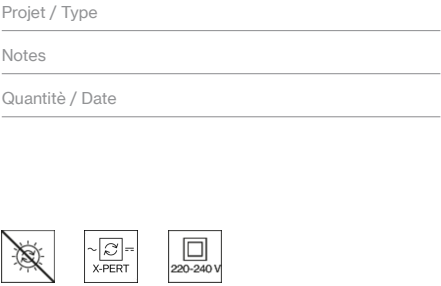 Projet / Type
Notes
Quantitè / Date
X-PERT
220-240 V